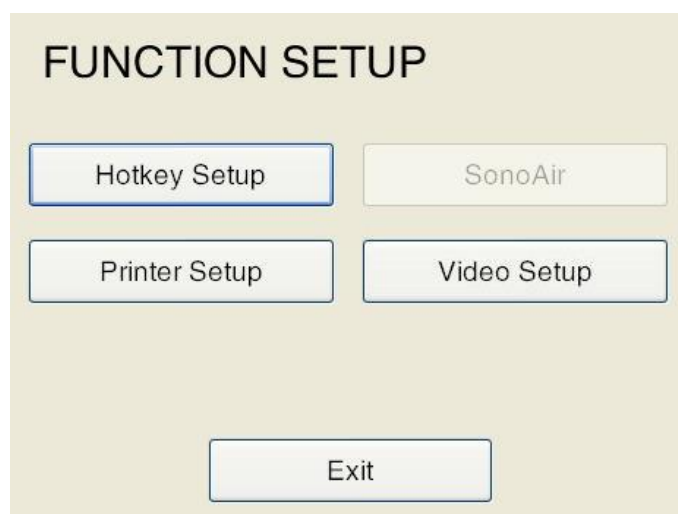 FUNCTION SETUP
Hotkey Setup
SonoAir
Printer Setup
Video Setup
Exit